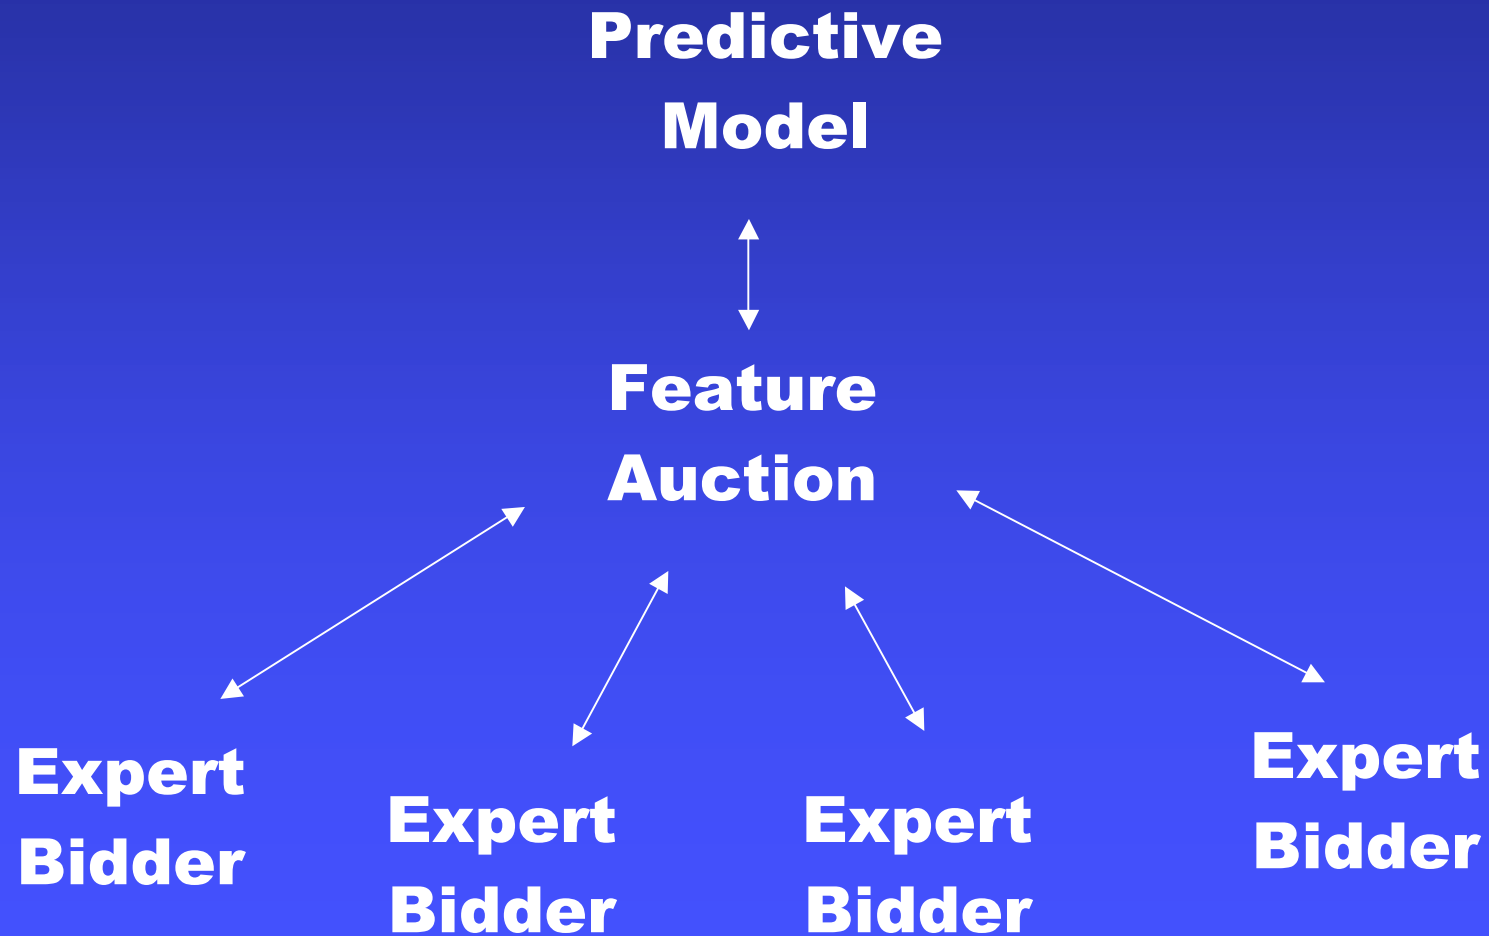 Predictive
Model
Feature
Auction
Expert
Bidder
Expert
Bidder
Expert
Bidder
Expert
Bidder